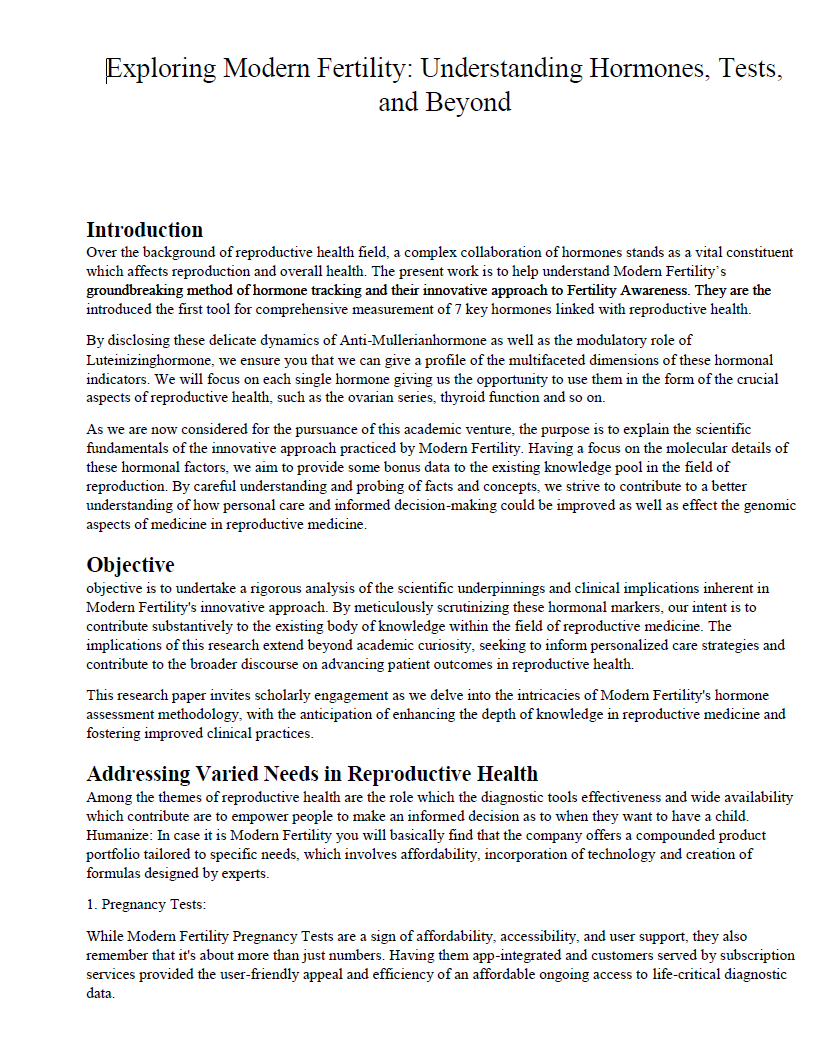 Exploring Modern Fertility: Understanding Hormones, Tests,
and Beyond
Introduction
Over the background of reproductive health field, a complex collaboration of hormones stands as a vital constituent
which affects reproduction and overall health. The present work is to help understand Modern Fertility`s
groundbreaking method of hormone tracking and their innovative approach to Fertility Awareness. They are the
introduced the first tool for comprehensive measurement of 7 key hormones linked with reproductive health.
By disclosing these delicate dynamics of Anti-Mullerianhormone as well as the modulatory role of
Luteinizinghormone, we ensure you that we can give a profile of the multifaceted dimensions of these hormonal
indicators. We will focus on each single hormone giving us the opportunity to use them in the form of the crucial
aspects of reproductive health, such as the ovarian series, thyroid function and so on.
As we are now considered for the pursuance of this academic venture, the purpose is to explain the scientific
fundamentals of the innovative approach practiced by Modern Fertility. Having a focus on the molecular details of
these hormonal factors, we aim to provide some bonus data to the existing knowledge pool in the field of
reproduction. By careful understanding and probing of facts and concepts, we strive to contribute to a better
understanding of how personal care and informed decision-making could be improved as well as effect the genomic
aspects of medicine in reproductive medicine.
Objective
objective is to undertake a rigorous analysis of the scientific underpinnings and clinical implications inherent in
Modern Fertility's innovative approach. By meticulously scrutinizing these hormonal markers, our intent is to
contribute substantively to the existing body of knowledge within the field of reproductive medicine. The
implications of this research extend beyond academic curiosity, seeking to inform personalized care strategies and
contribute to the broader discourse on advancing patient outcomes in reproductive health.
This research paper invites scholarly engagement as we delve into the intricacies of Modern Fertility's hormone
assessment methodology, with the anticipation of enhancing the depth of knowledge in reproductive medicine and
fostering improved clinical practices.
Addressing Varied Needs in Reproductive Health
Among the themes of reproductive health are the role which the diagnostic tools effectiveness and wide availability
which contribute are to empower people to make an informed decision as to when they want to have a child.
Humanize: In case it is Modern Fertility you will basically find that the company offers a compounded product
portfolio tailored to specific needs, which involves affordability, incorporation of technology and creation of
formulas designed by experts.
1. Pregnancy Tests:
While Modern Fertility Pregnancy Tests are a sign of affordability, accessibility, and user support, they also
remember that it's about more than just numbers. Having them app-integrated and customers served by subscription
services provided the user-friendly appeal and efficiency of an affordable ongoing access to life-critical diagnostic
data.